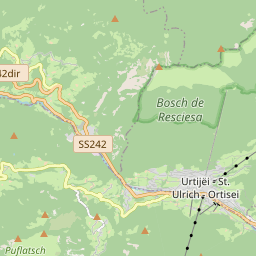 42dir
Bosch de
Resciesa
SS242
Urtijëi - St.
Ulrich - Ortisei
Puflatsch